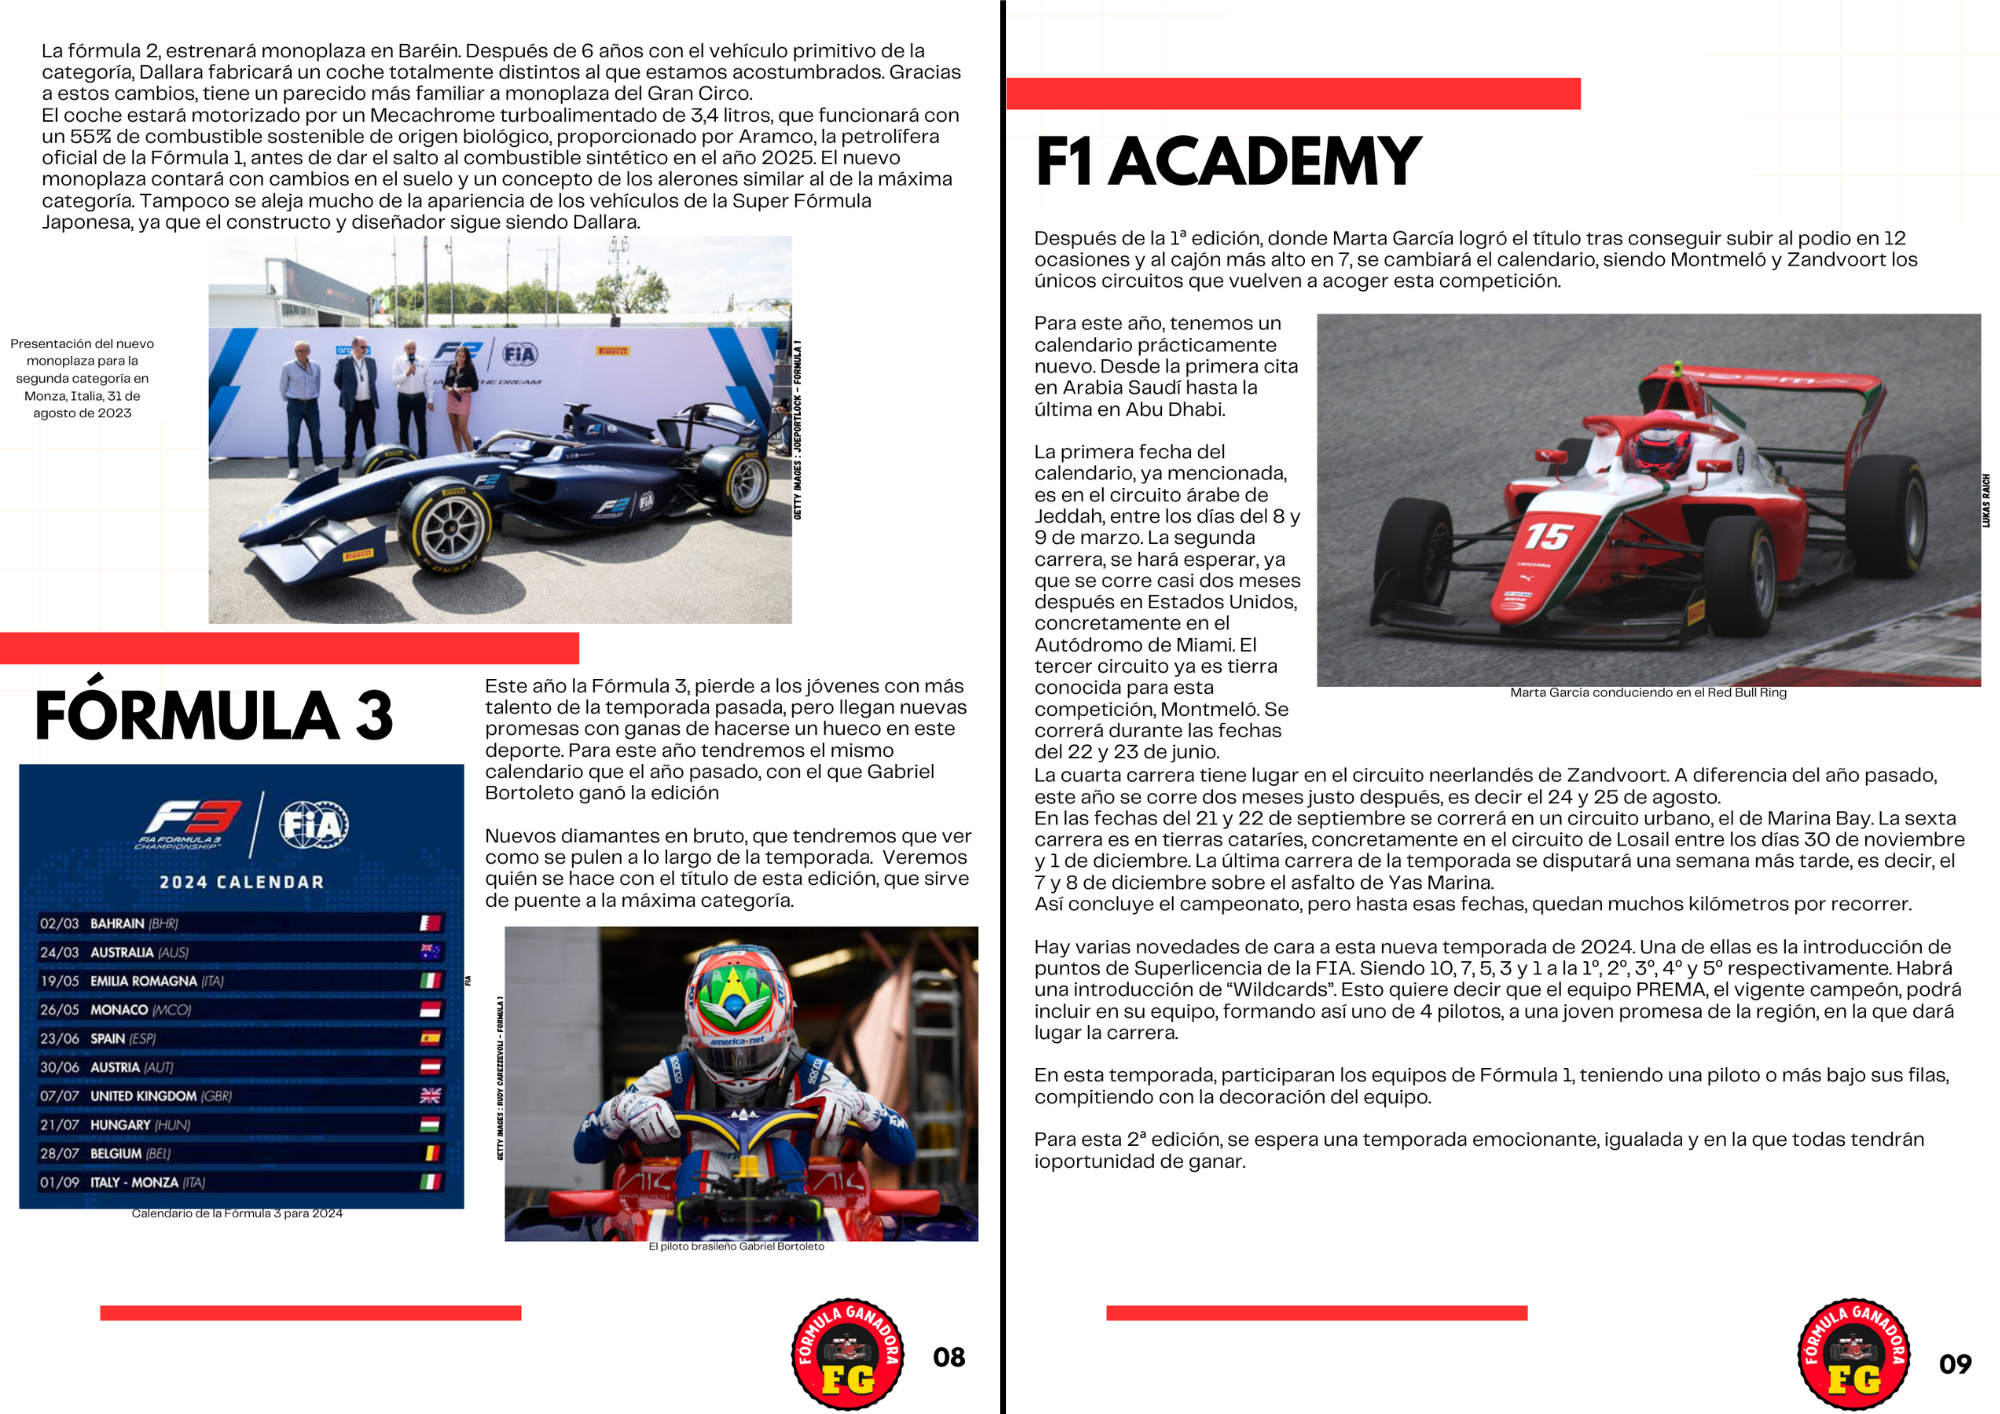 La fórmula 2, estrenará monoplaza en Baréin. Después de 6 años con el vehículo primitivo de la
categoría, Dallara fabricará un coche totalmente distintos al que estamos acostumbrados. Gracias
a estos cambios, tiene un parecido más familiar a monoplaza del Gran Circo.
El coche estará motorizado por un Mecachrome turboalimentado de 3,4 litros, que funcionará con
un 55% de combustible sostenible de origen biológico, proporcionado por Aramco, la petrolífera
oficial de la Fórmula 1, antes de dar el salto al combustible sintético en el año 2025. El nuevo
monoplaza contará con cambios en el suelo y un concepto de los alerones similar al de la máxima
categoría. Tampoco se aleja mucho de la apariencia de los vehículos de la Super Fórmula
Japonesa, ya que el constructo y diseñador sigue siendo Dallara.
Presentación del nuevo
monoplaza para la
segunda categoría en
Monza, Italia, 31 de
agosto de 2023
F2
FiA
PIRELLI
GETTY IMAGES : JOEPORTLOCK - FORMULA 1
FÓRMULA 3
F3
FIA FORMULA 3
CHAMPIONSHIP™
FiA
2024 CALENDAR
02/03 BAHRAIN (BHR)
24/03 AUSTRALIA (AUS)
19/05 EMILIA ROMAGNA (ITA)
26/05 MONACO (MCO)
23/06 SPAIN (ESP)
30/06 AUSTRIA (AUT)
07/07 UNITED KINGDOM (GBR)
21/07 HUNGARY (HUN)
28/07 BELGIUM (BEL)
01/09 ITALY - MONZA (ITA)
FIA
Calendario de la Fórmula 3 para 2024
Este año la Fórmula 3, pierde a los jóvenes con más
talento de la temporada pasada, pero llegan nuevas
promesas con ganas de hacerse un hueco en este
deporte. Para este año tendremos el mismo
calendario que el año pasado, con el que Gabriel
Bortoleto ganó la edición
Nuevos diamantes en bruto, que tendremos que ver
como se pulen a lo largo de la temporada. Veremos
quién se hace con el título de esta edición, que sirve
de puente a la máxima categoría.
america-net
sparco
GETTY IMAGES : RUDY CAREZZEVOLI - FORMULA 1
El piloto brasileño Gabriel Bortoleto
FÓRMULA GANADORA
FG
08
F1 ACADEMY
Después de la 1ª edición, donde Marta García logró el título tras conseguir subir al podio en 12
ocasiones y al cajón más alto en 7, se cambiará el calendario, siendo Montmeló y Zandvoort los
únicos circuitos que vuelven a acoger esta competición.
Para este año, tenemos un
calendario prácticamente
nuevo. Desde la primera cita
en Arabia Saudí hasta la
última en Abu Dhabi.
La primera fecha del
calendario, ya mencionada,
es en el circuito árabe de
Jeddah, entre los días del 8 y
9 de marzo. La segunda
carrera, se hará esperar, ya
que se corre casi dos meses
después en Estados Unidos,
concretamente en el
Autódromo de Miami. El
tercer circuito ya es tierra
conocida para esta
competición, Montmeló. Se
correrá durante las fechas
del 22 y 23 de junio.
15
LUKAS RAICH
Marta García conduciendo en el Red Bull Ring
La cuarta carrera tiene lugar en el circuito neerlandés de Zandvoort. A diferencia del año pasado,
este año se corre dos meses justo después, es decir el 24 y 25 de agosto.
En las fechas del 21 y 22 de septiembre se correrá en un circuito urbano, el de Marina Bay. La sexta
carrera es en tierras cataríes, concretamente en el circuito de Losail entre los días 30 de noviembre
y 1 de diciembre. La última carrera de la temporada se disputará una semana más tarde, es decir, el
7 y 8 de diciembre sobre el asfalto de Yas Marina.
Así concluye el campeonato, pero hasta esas fechas, quedan muchos kilómetros por recorrer.
Hay varias novedades de cara a esta nueva temporada de 2024. Una de ellas es la introducción de
puntos de Superlicencia de la FIA. Siendo 10, 7, 5, 3 y 1 a la 1º, 2º, 3º, 4º y 5º respectivamente. Habrá
una introducción de “Wildcards”. Esto quiere decir que el equipo PREMA, el vigente campeón, podrá
incluir en su equipo, formando así uno de 4 pilotos, a una joven promesa de la región, en la que dará
lugar la carrera.
En esta temporada, participaran los equipos de Fórmula 1, teniendo una piloto o más bajo sus filas,
compitiendo con la decoración del equipo.
Para esta 2ª edición, se espera una temporada emocionante, igualada y en la que todas tendrán
ioportunidad de ganar.
FÓRMULA GANADORA
FG
09